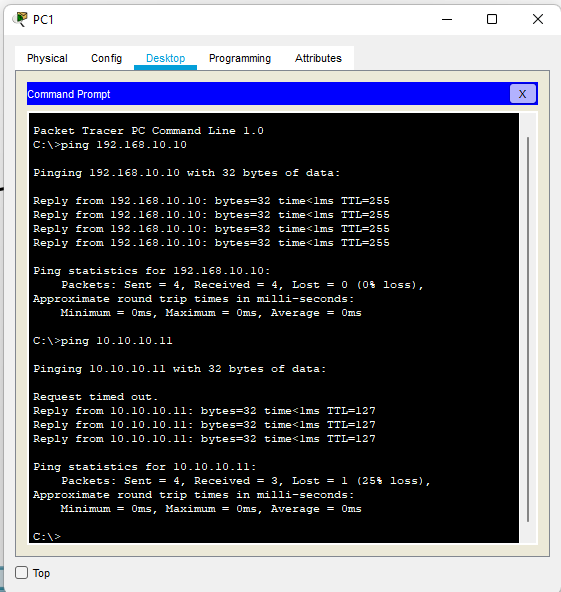 PC1
Physical Config Desktop Programming Attributes
Command Prompt
X
Packet Tracer PC Command Line 1.0
C:\>ping 192.168.10.10
Pinging 192.168.10.10 with 32 bytes of data:
Reply from 192.168.10.10: bytes=32 time<1ms TTL=255
Reply from 192.168.10.10: bytes=32 time<1ms TTL=255
Reply from 192.168.10.10: bytes=32 time<1ms TTL=255
Reply from 192.168.10.10: bytes=32 time<1ms TTL=255
Ping statistics for 192.168.10.10:
    Packets: Sent = 4, Received = 4, Lost = 0 (0% loss),
Approximate round trip times in milli-seconds:
    Minimum = 0ms, Maximum = 0ms, Average = 0ms
C:\>ping 10.10.10.11
Pinging 10.10.10.11 with 32 bytes of data:
Request timed out.
Reply from 10.10.10.11: bytes=32 time<1ms TTL=127
Reply from 10.10.10.11: bytes=32 time<1ms TTL=127
Reply from 10.10.10.11: bytes=32 time<1ms TTL=127
Ping statistics for 10.10.10.11:
    Packets: Sent = 4, Received = 3, Lost = 1 (25% loss),
Approximate round trip times in milli-seconds:
    Minimum = 0ms, Maximum = 0ms, Average = 0ms
C:\>
Top